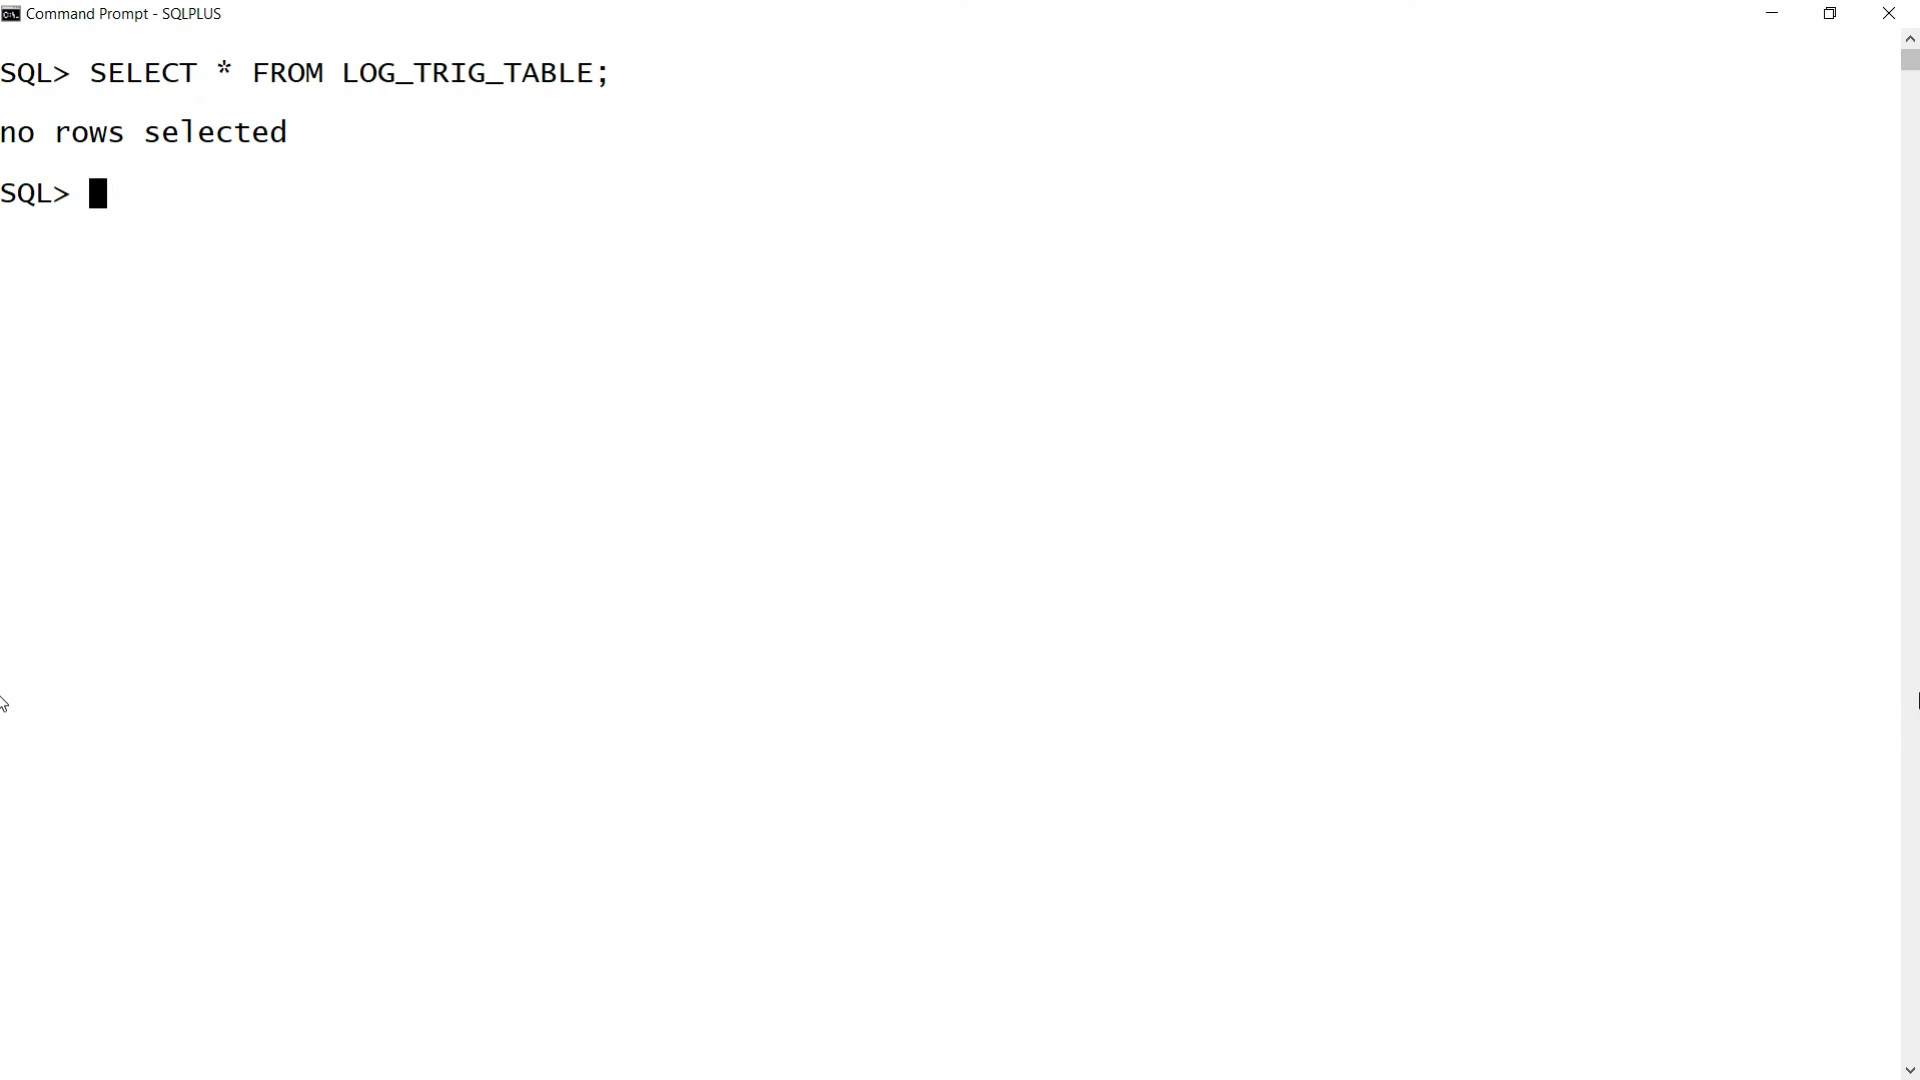 Command Prompt - SQLPLUS
SQL> SELECT * FROM LOG_TRIG_TABLE;
no rows selected
SQL>